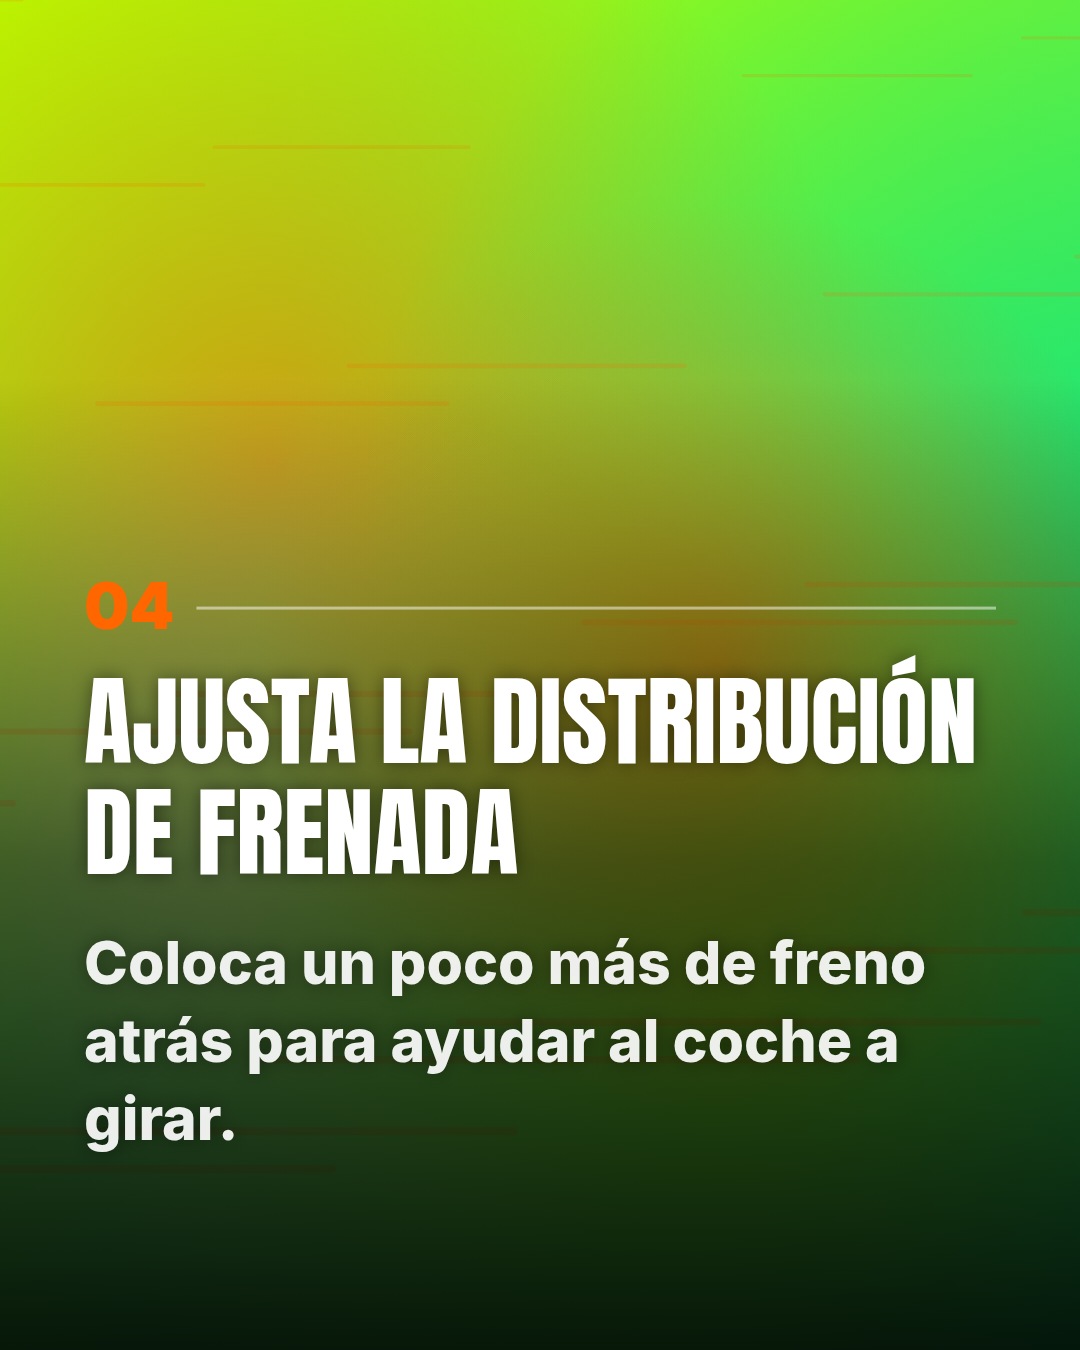 04
AJUSTA LA DISTRIBUCIÓN
DE FRENADA
Coloca un poco más de freno
atrás para ayudar al coche a
girar.